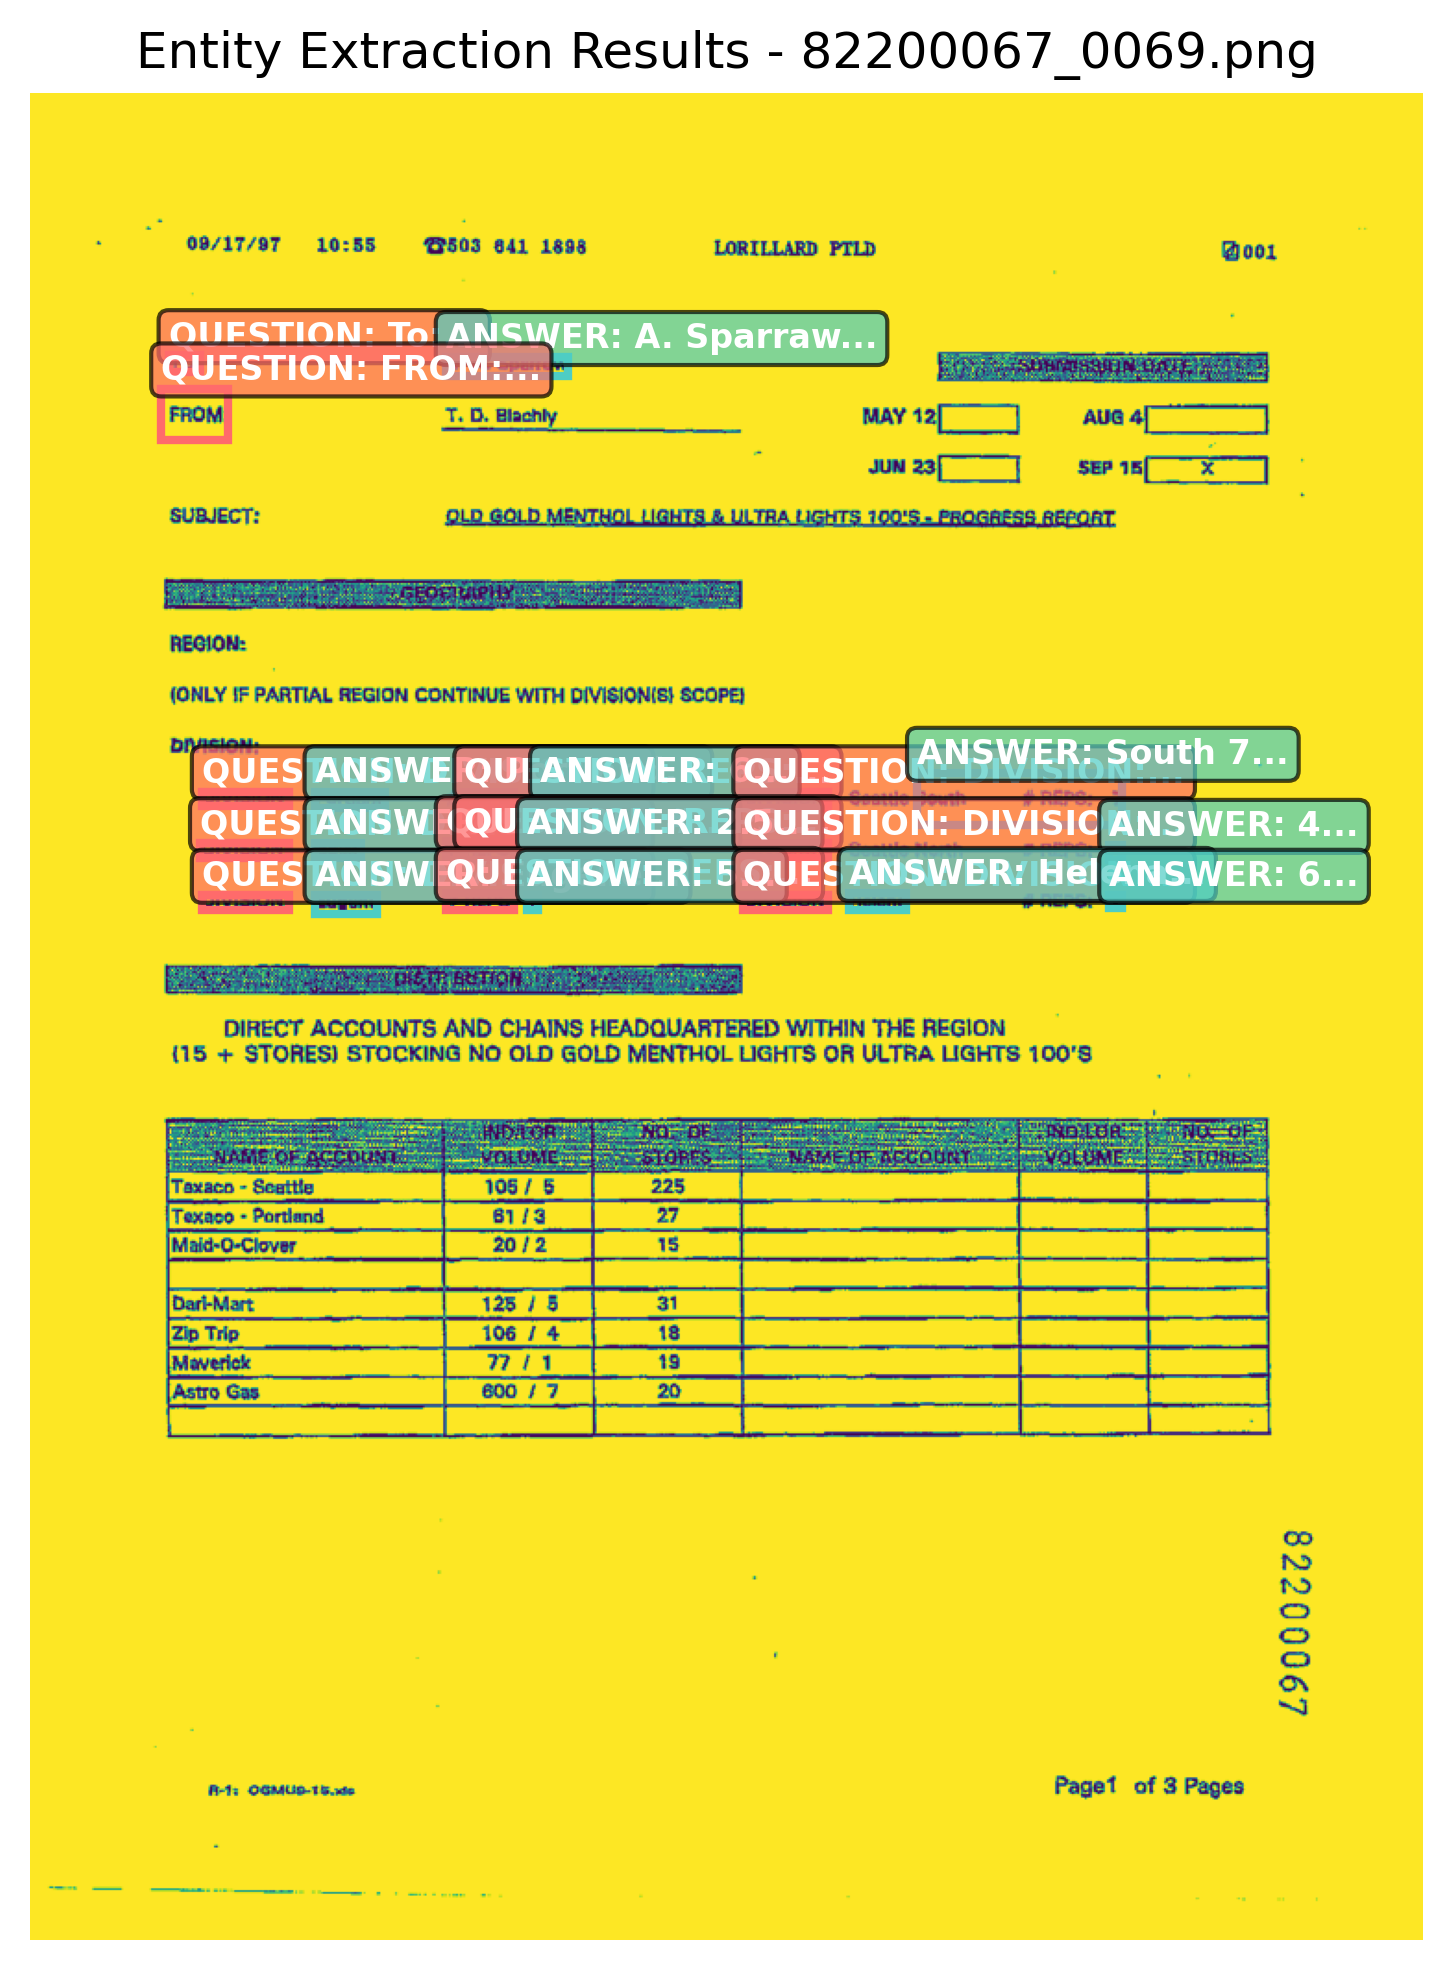 Entity Extraction Results - 82200067_0069.png
09/17/97 10:55 ☎503 641 1898 LORILLARD PTLD 001
QUESTION: To: ANSWER: A. Sparraw...
QUESTION: FROM:...
SUBMISSION DATE
FROM T. D. Blachly MAY 12 AUG 4
JUN 23 SEP 15 X
SUBJECT: OLD GOLD MENTHOL LIGHTS & ULTRA LIGHTS 100'S - PROGRESS REPORT
GEOGRAPHY
REGION:
(ONLY IF PARTIAL REGION CONTINUE WITH DIVISION(S) SCOPE)
DIVISION:
ANSWER: South 7...
QUES ANSWE QUE ANSWER: QUESTION: DIVISION:...
Seattle South # REPS:
QUES ANSW QU ANSWER: 2 QUESTION: DIVISIO ANSWER: 4...
QUES ANSW QUE ANSWER: 5 QUES ANSWER: Hel ANSWER: 6...
# REPS:
DISTRIBUTION
DIRECT ACCOUNTS AND CHAINS HEADQUARTERED WITHIN THE REGION
(15 + STORES) STOCKING NO OLD GOLD MENTHOL LIGHTS OR ULTRA LIGHTS 100'S
IND/LOR NO. OF IND/LOR NO. OF
NAME OF ACCOUNT VOLUME STORES NAME OF ACCOUNT VOLUME STORES
Texaco - Seattle 105 / 5 225
Texaco - Portland 61 / 3 27
Maid-O-Clover 20 / 2 15
Dari-Mart 125 / 5 31
Zip Trip 106 / 4 18
Maverick 77 / 1 19
Astro Gas 600 / 7 20
82200067
R-1: OGMU9-15.xls
Page1 of 3 Pages